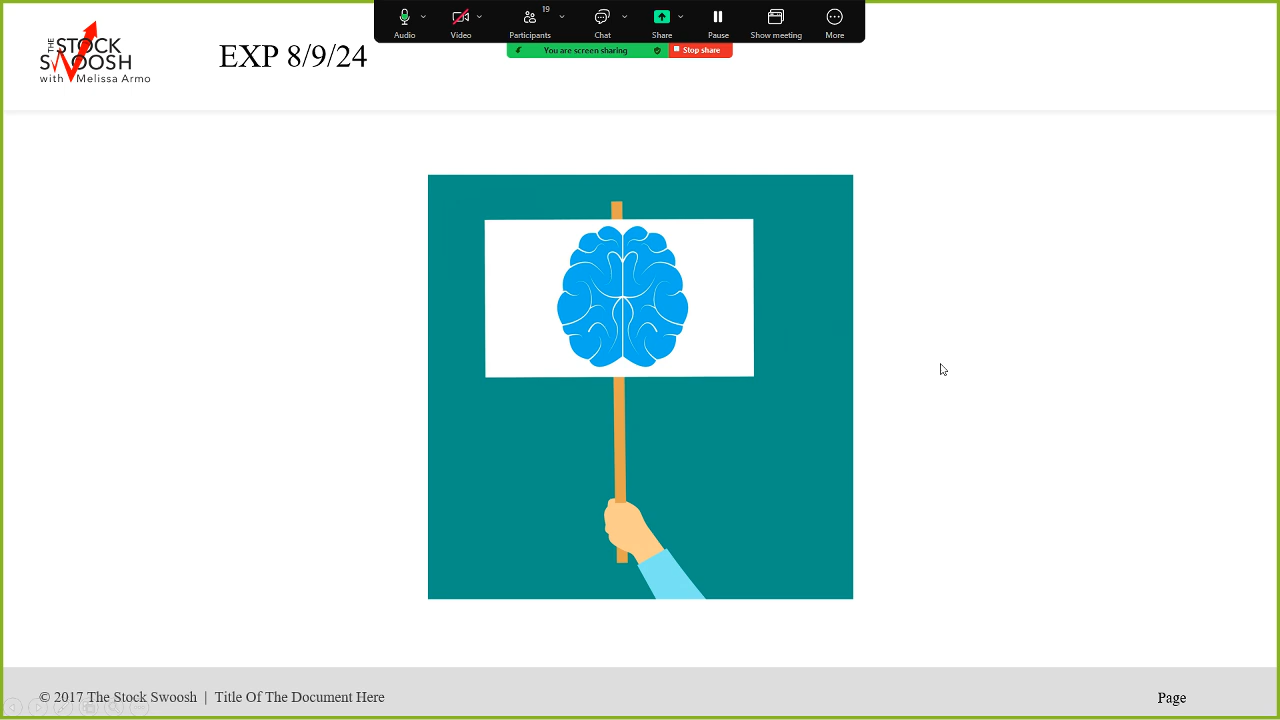 19
Audio
Video
Participants
Chat
Share
Pause
Show meeting
More
You are screen sharing
Stop share
THE
STOCK
SWOOSH
with Melissa Armo
EXP 8/9/24
© 2017 The Stock Swoosh | Title Of The Document Here
Page